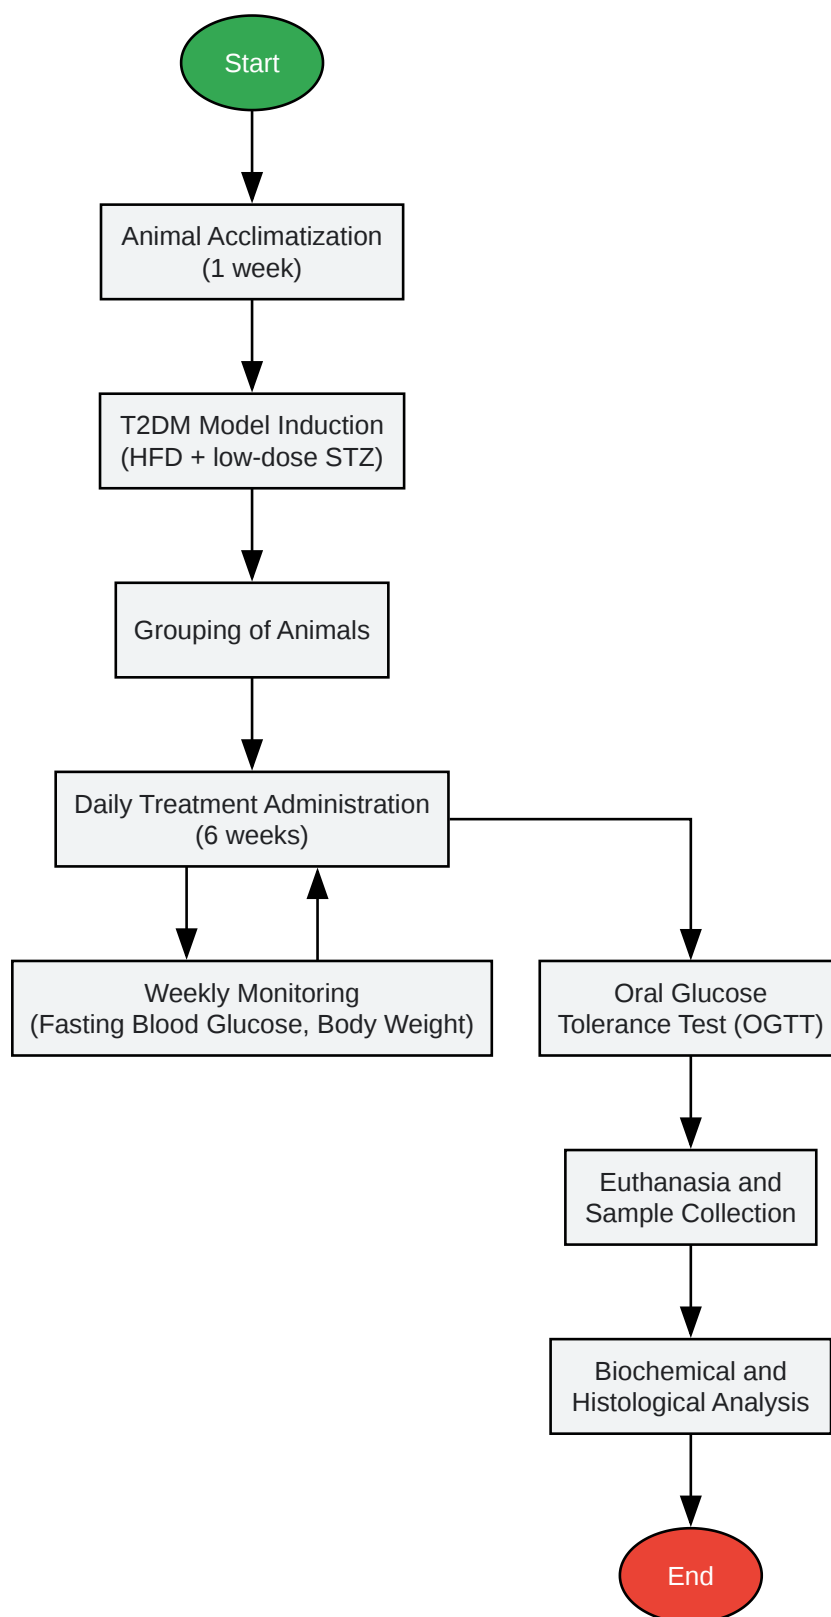 Start
Animal Acclimatization
(1 week)
T2DM Model Induction
(HFD + low-dose STZ)
Grouping of Animals
Daily Treatment Administration
(6 weeks)
Weekly Monitoring
(Fasting Blood Glucose, Body Weight)
Oral Glucose
Tolerance Test (OGTT)
Euthanasia and
Sample Collection
Biochemical and
Histological Analysis
End